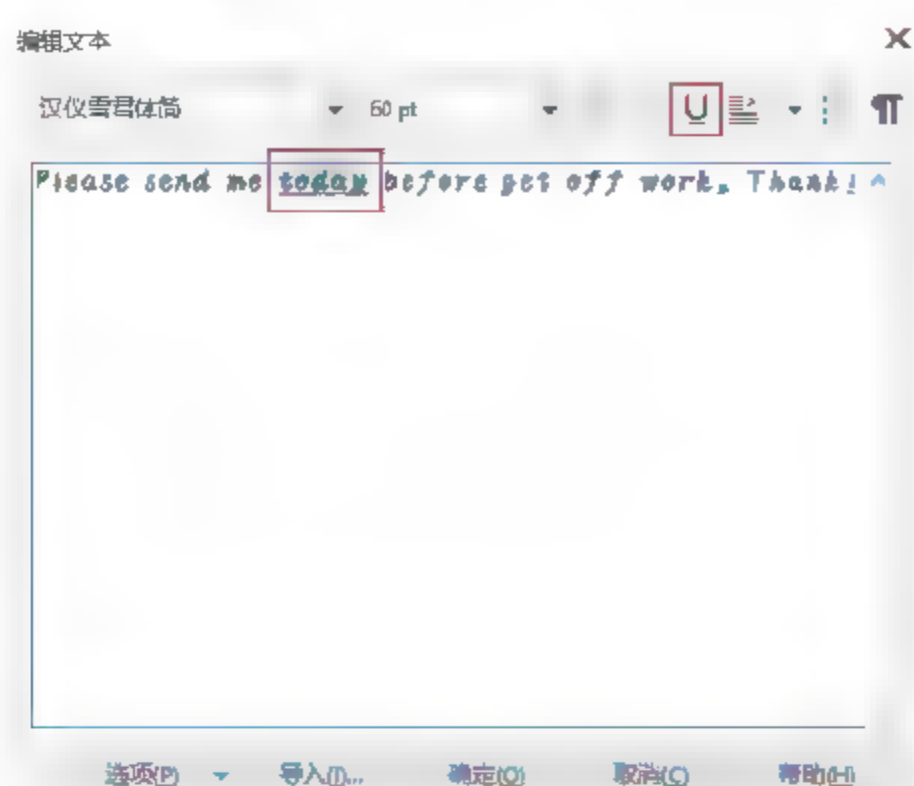 编辑文本
汉仪雪君体简 60 pt U
Please send me today before get off work. Thank!
选项(P) 导入(I)... 确定(O) 取消(C) 帮助(H)